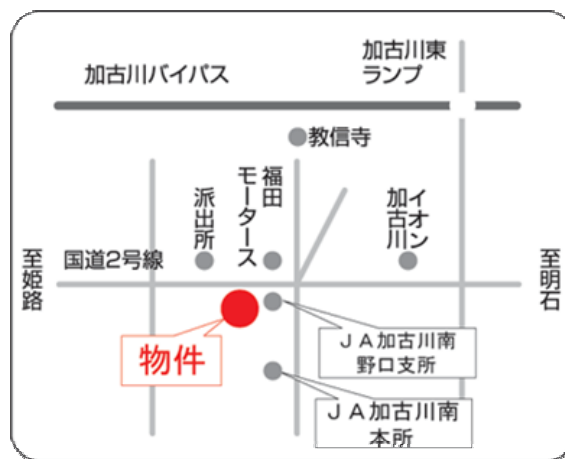 加古川バイパス
加古川東
ランプ
教信寺
福田
モータース
派出所
イオン
加古川
国道2号線
至姫路
至明石
物件
ＪＡ加古川南
野口支所
ＪＡ加古川南
本所